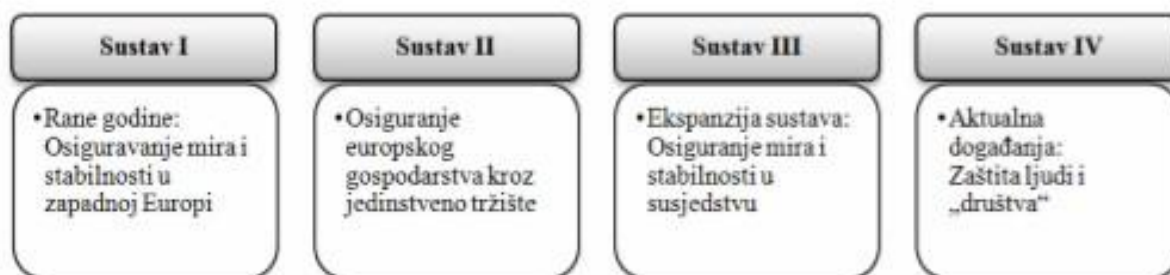 Sustav I
•Rane godine:
Osiguravanje mira i
stabilnosti u
zapadnoj Europi
Sustav II
•Osiguranje
europskog
gospodarstva kroz
jedinstveno tržište
Sustav III
•Ekspanzija sustava:
Osiguranje mira i
stabilnosti u
susjedstvu
Sustav IV
•Aktualna
događanja:
Zaštita ljudi i
„društva“